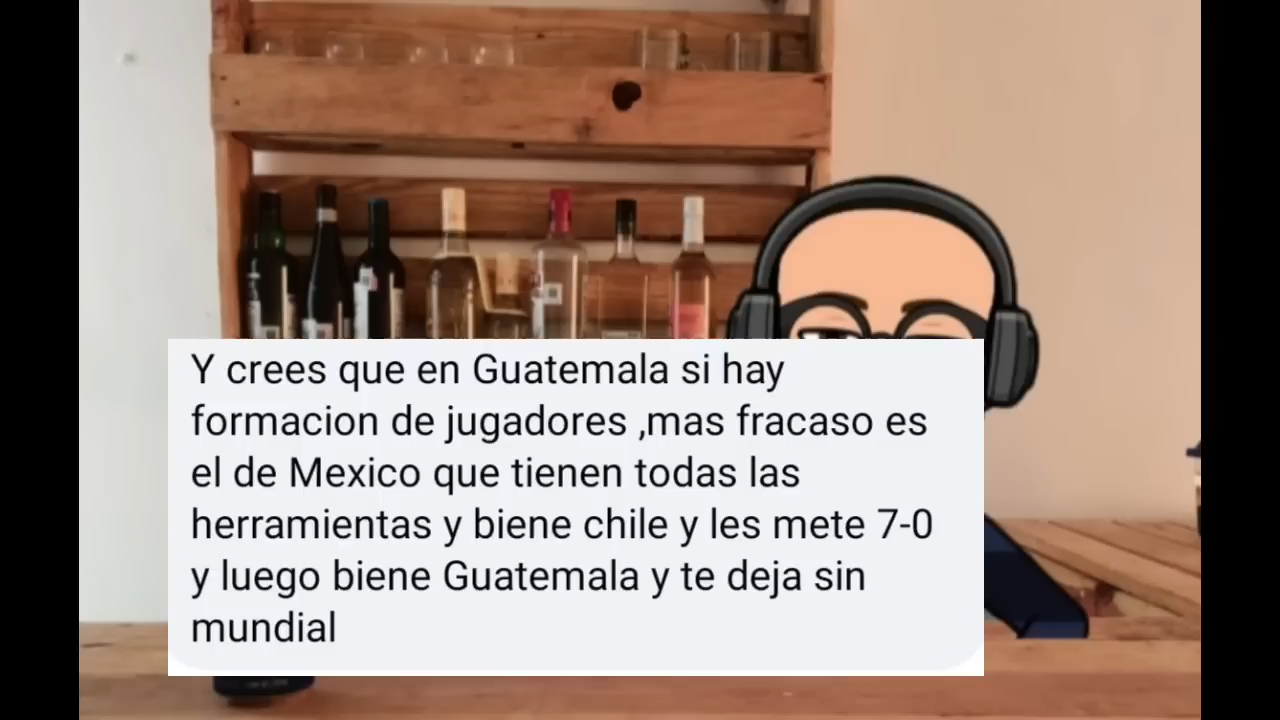 Y crees que en Guatemala si hay
formacion de jugadores ,mas fracaso es
el de Mexico que tienen todas las
herramientas y biene chile y les mete 7-0
y luego biene Guatemala y te deja sin
mundial